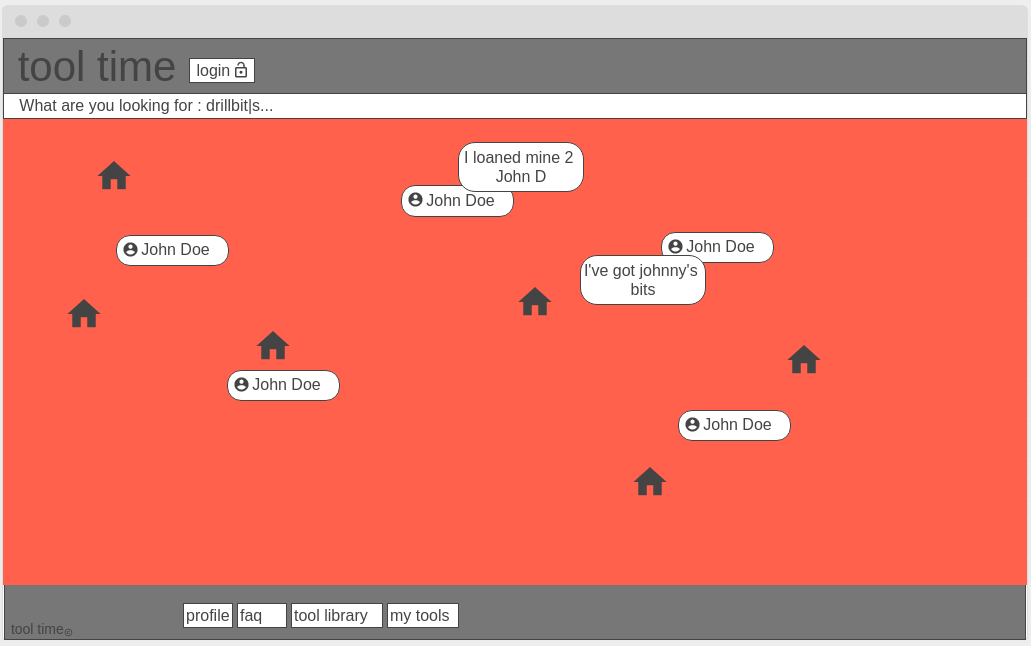 tool time
login
What are you looking for : drillbit|s...
I loaned mine 2
John D
John Doe
John Doe
John Doe
I've got johnny's
bits
John Doe
John Doe
profile
faq
tool library
my tools
tool time©